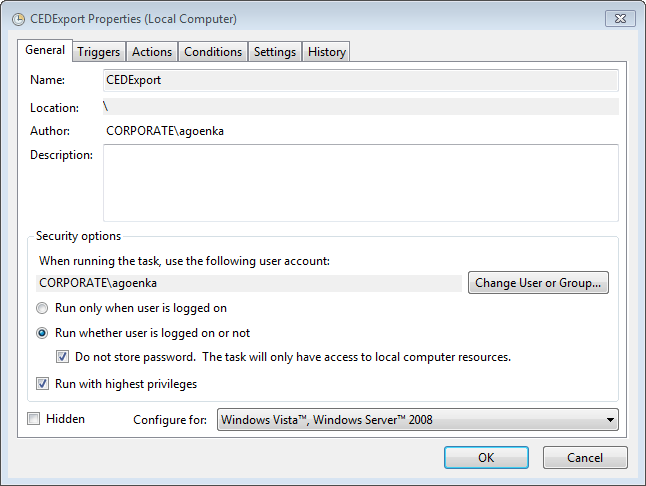 CEDExport Properties (Local Computer)
General Triggers Actions Conditions Settings History
Name: CEDExport
Location: \
Author: CORPORATE\agoenka
Description:
Security options
When running the task, use the following user account:
CORPORATE\agoenka Change User or Group...
Run only when user is logged on
Run whether user is logged on or not
Do not store password. The task will only have access to local computer resources.
Run with highest privileges
Hidden Configure for: Windows Vista™, Windows Server™ 2008
OK Cancel